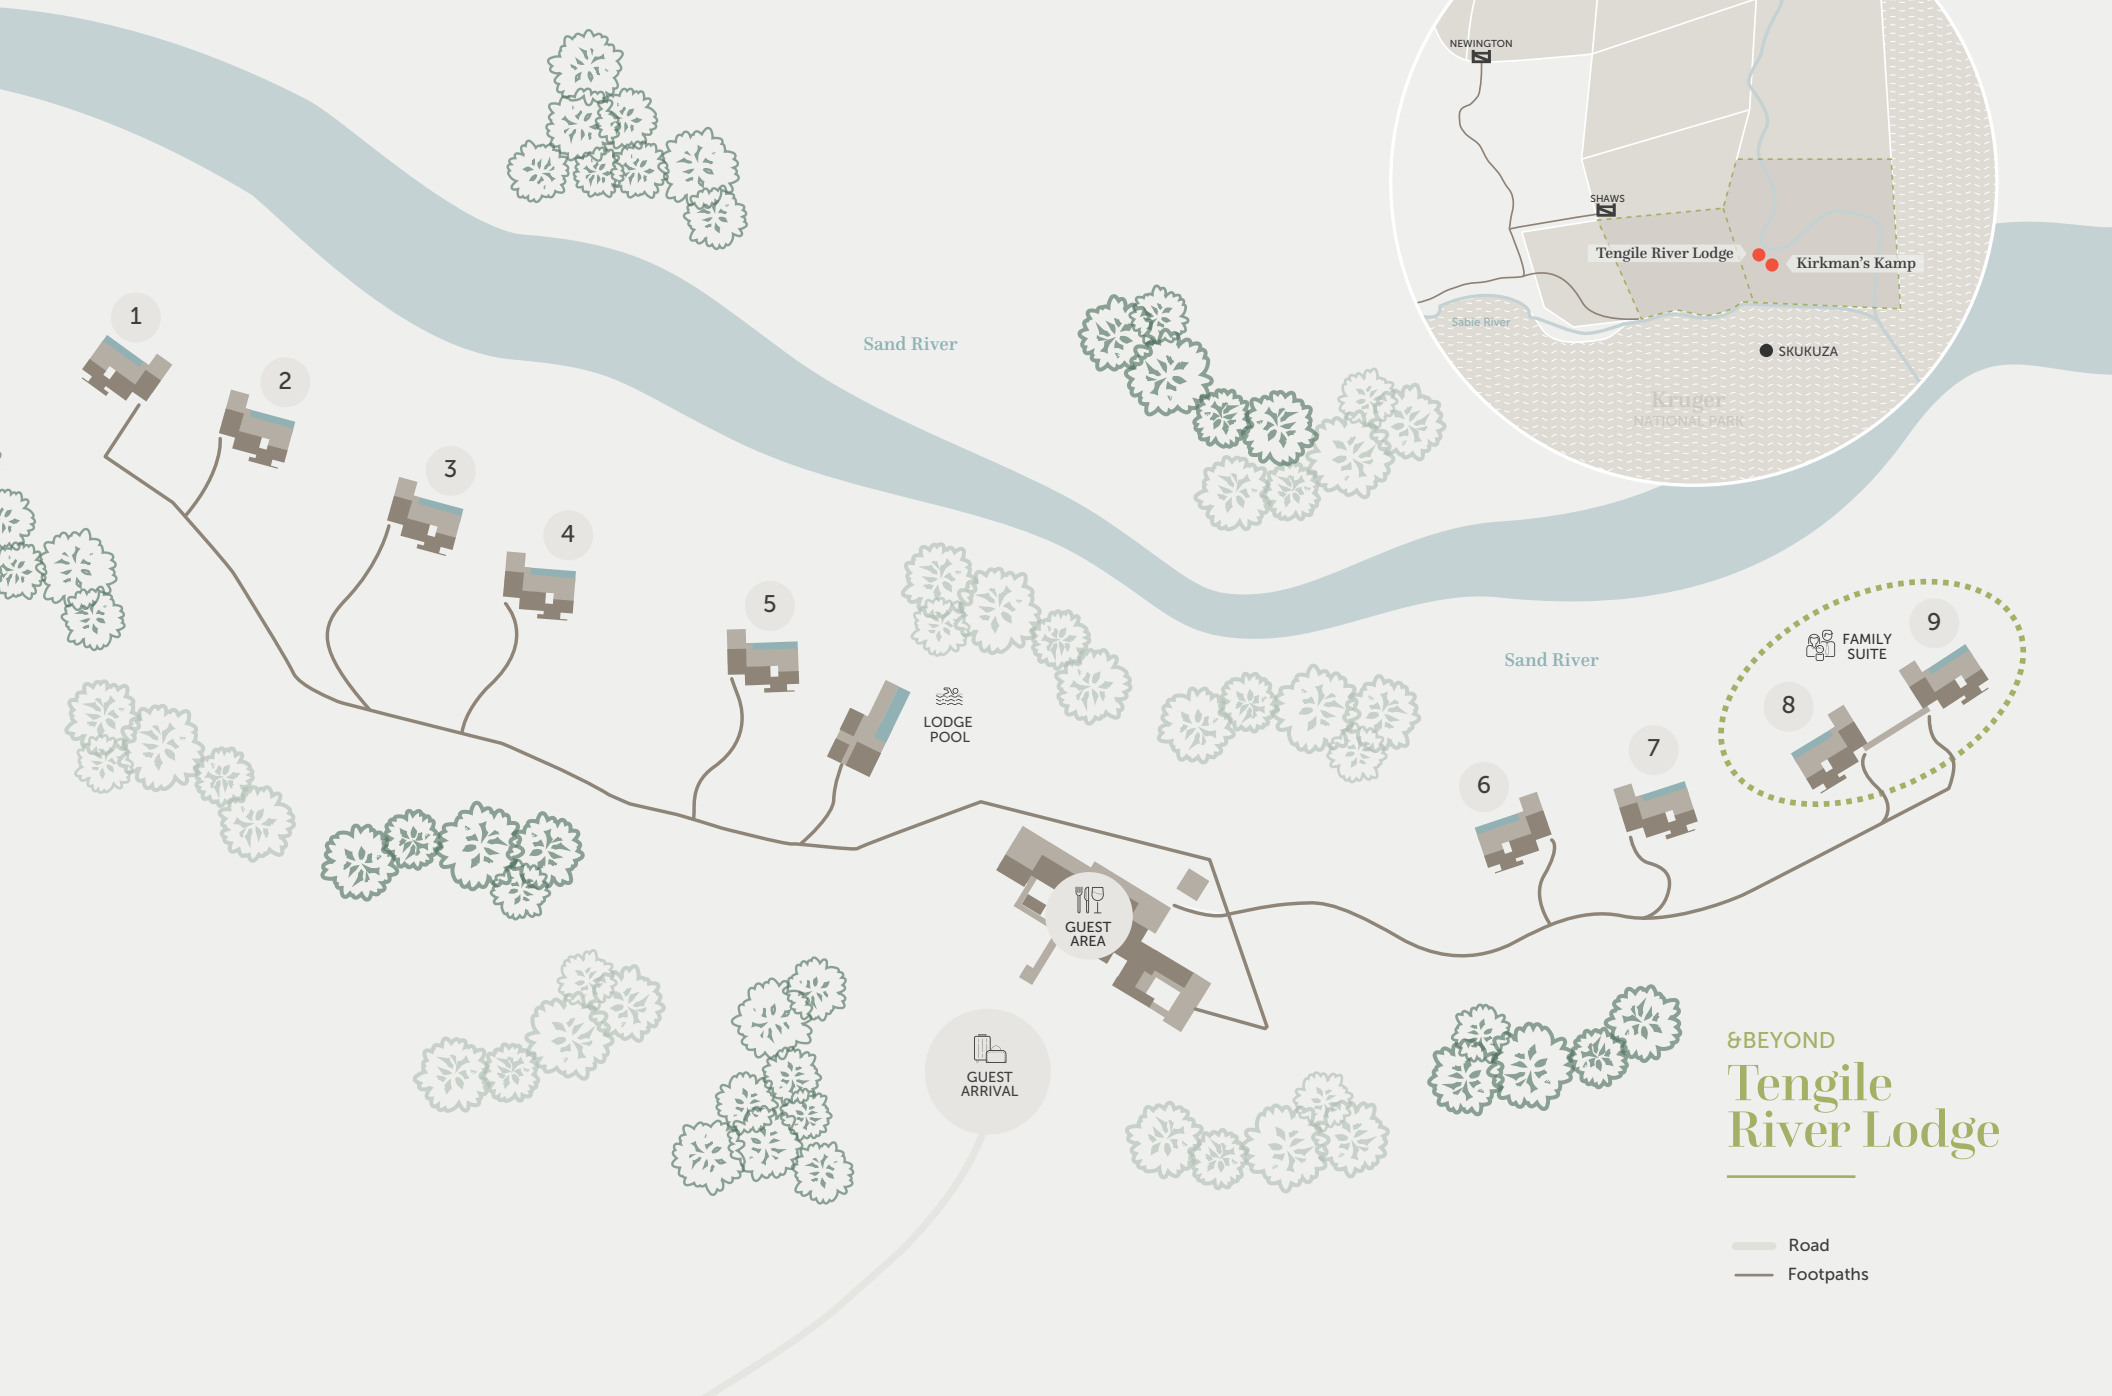 NEWINGTON
SHAWS
Tengile River Lodge
Kirkman's Kamp
Sabie River
SKUKUZA
Kruger
NATIONAL PARK
1
2
3
4
5
Sand River
LODGE
POOL
Sand River
FAMILY
SUITE
9
8
7
6
GUEST
AREA
GUEST
ARRIVAL
&BEYOND
Tengile
River Lodge
Road
Footpaths